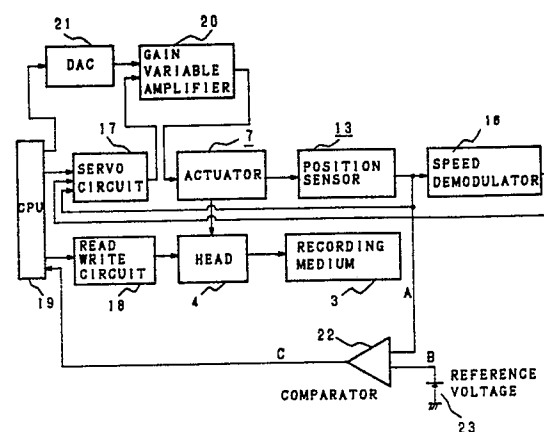 21
20
DAC
GAIN
VARIABLE
AMPLIFIER
17
7
13
16
CPU
SERVO
CIRCUIT
ACTUATOR
POSITION
SENSOR
SPEED
DEMODULATOR
READ
WRITE
CIRCUIT
HEAD
RECORDING
MEDIUM
A
19
18
4
3
22
C
B
COMPARATOR
REFERENCE
VOLTAGE
23